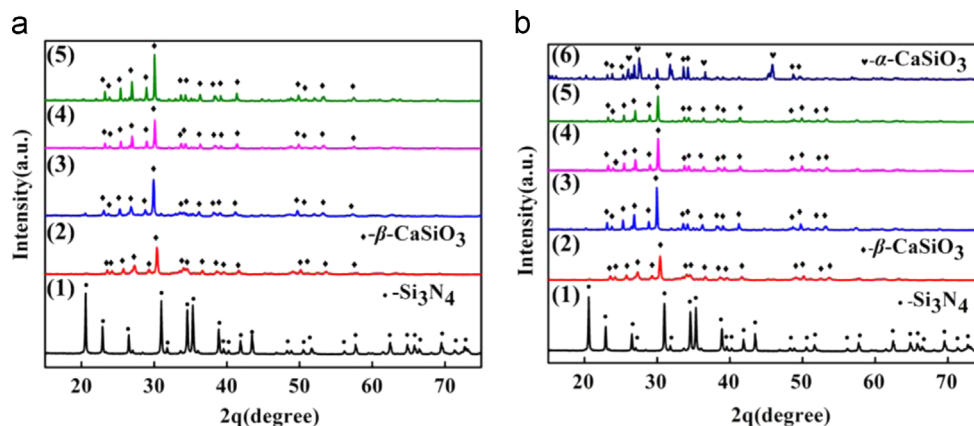 a
(5)
(4)
(3)
(2)
♦-β-CaSiO3
(1)
•-Si3N4
Intensity(a.u.)
20 30 40 50 60 70
2q(degree)
b
(6)
♥-α-CaSiO3
(5)
(4)
(3)
(2)
♦-β-CaSiO3
(1)
•-Si3N4
Intensity(a.u.)
20 30 40 50 60 70
2q(degree)